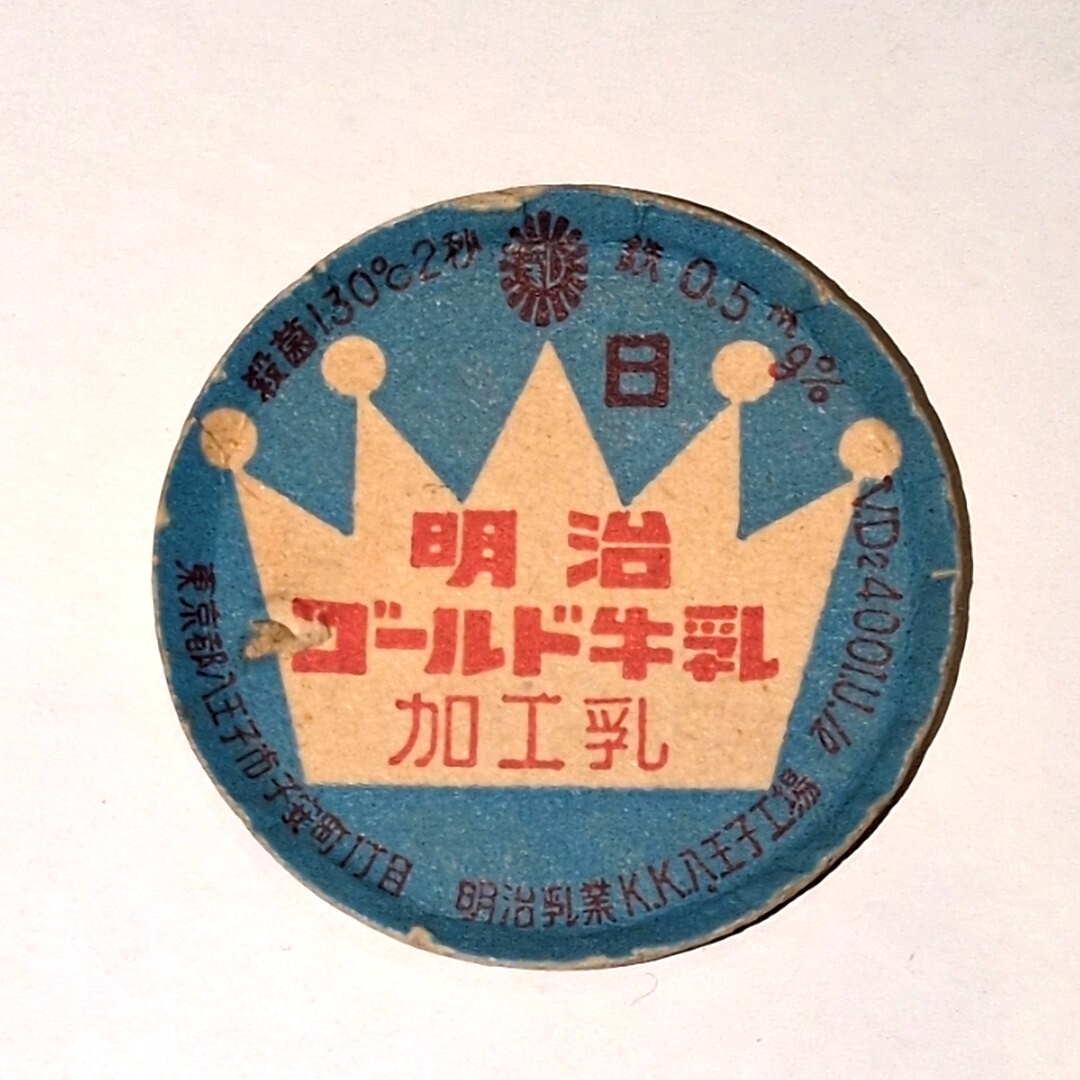 殺菌130℃2秒
鉄 0.5mg%
日
明治
ゴールド牛乳
加工乳
V.D₂400I.U./ℓ
東京都八王子市子安町1丁目
明治乳業K.K.八王子工場